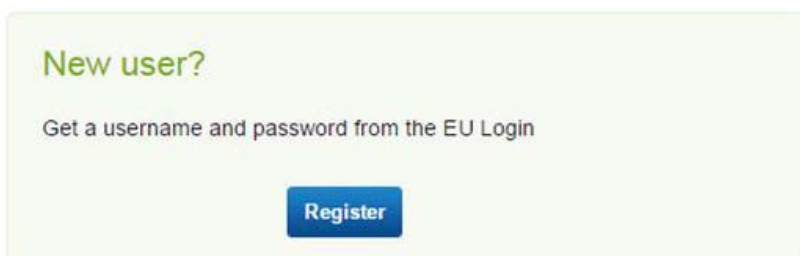 New user?
Get a username and password from the EU Login
Register